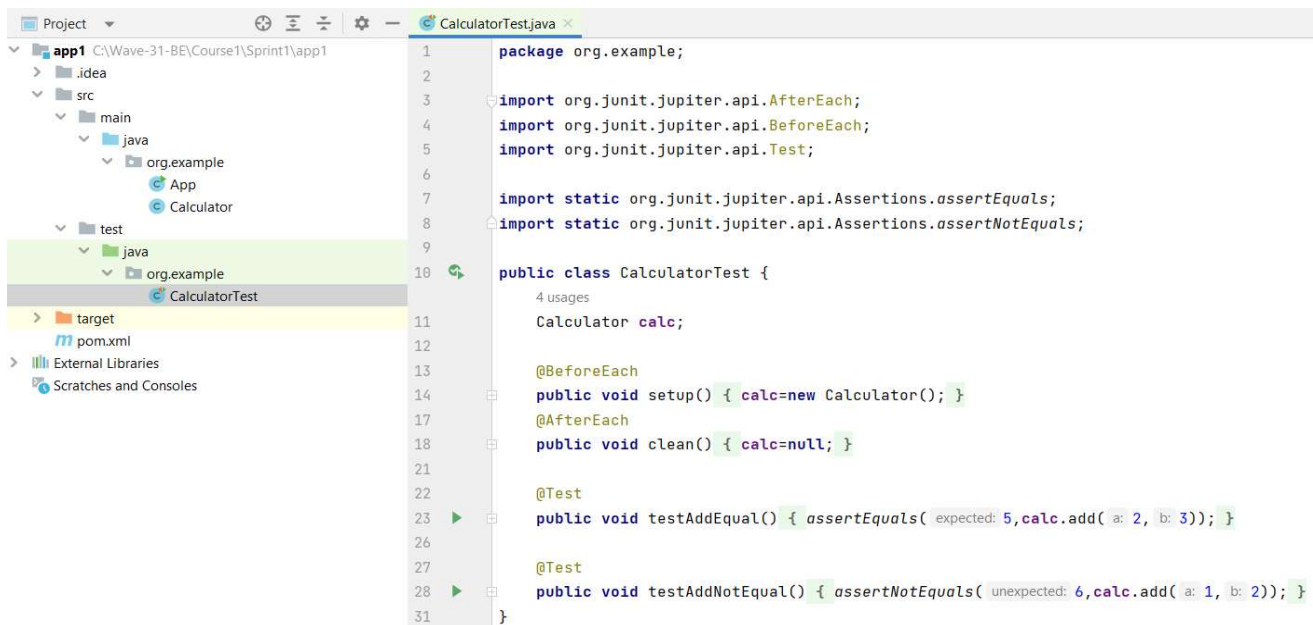 Project
app1 C:\Wave-31-BE\Course1\Sprint1\app1
.idea
src
main
java
org.example
App
Calculator
test
java
org.example
CalculatorTest
target
pom.xml
External Libraries
Scratches and Consoles
CalculatorTest.java
1 package org.example;
2
3 import org.junit.jupiter.api.AfterEach;
4 import org.junit.jupiter.api.BeforeEach;
5 import org.junit.jupiter.api.Test;
6
7 import static org.junit.jupiter.api.Assertions.assertEquals;
8 import static org.junit.jupiter.api.Assertions.assertNotEquals;
9
10 public class CalculatorTest {
4 usages
11 Calculator calc;
12
13 @BeforeEach
14 public void setup() { calc=new Calculator(); }
17 @AfterEach
18 public void clean() { calc=null; }
21
22 @Test
23 public void testAddEqual() { assertEquals( expected: 5,calc.add( a: 2, b: 3)); }
26
27 @Test
28 public void testAddNotEqual() { assertNotEquals( unexpected: 6,calc.add( a: 1, b: 2)); }
31 }